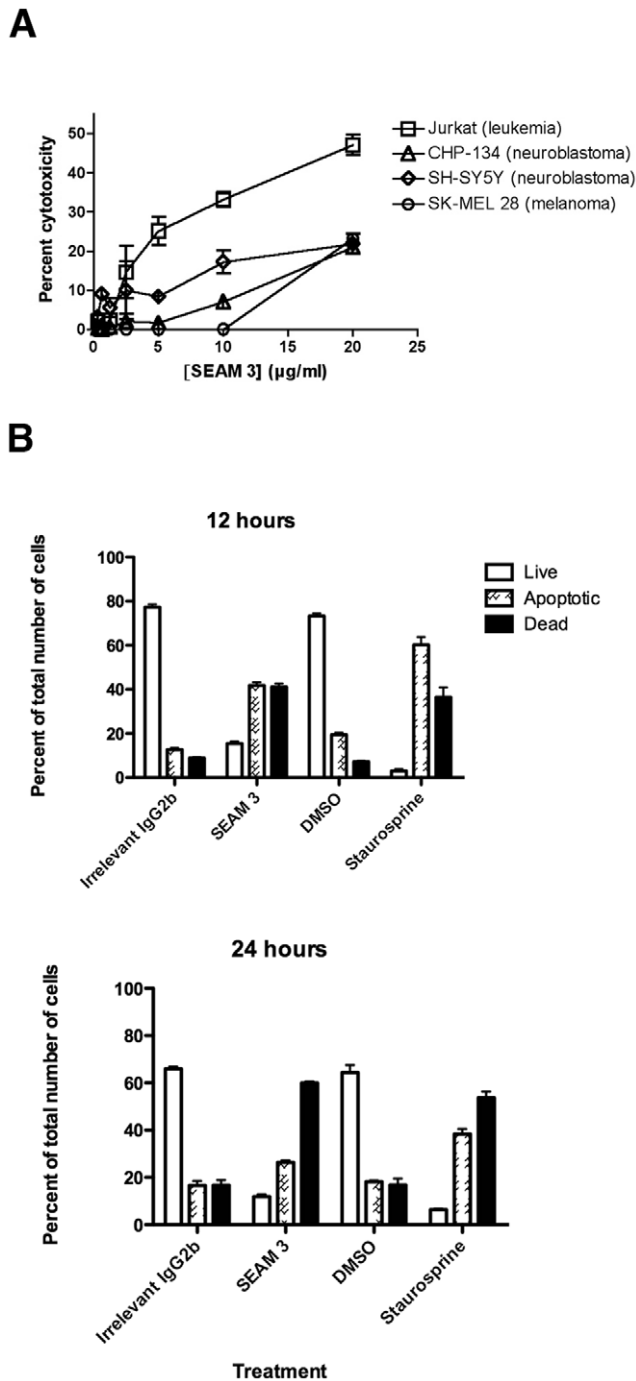 A
Percent cytotoxicity
50
40
30
20
10
0
0 5 10 15 20 25
[SEAM 3] (µg/ml)
Jurkat (leukemia)
CHP-134 (neuroblastoma)
SH-SY5Y (neuroblastoma)
SK-MEL 28 (melanoma)
B
12 hours
Percent of total number of cells
100
80
60
40
20
0
Irrelevant IgG2b
SEAM 3
DMSO
Staurosprine
Live
Apoptotic
Dead
24 hours
Percent of total number of cells
100
80
60
40
20
0
Irrelevant IgG2b
SEAM 3
DMSO
Staurosprine
Treatment